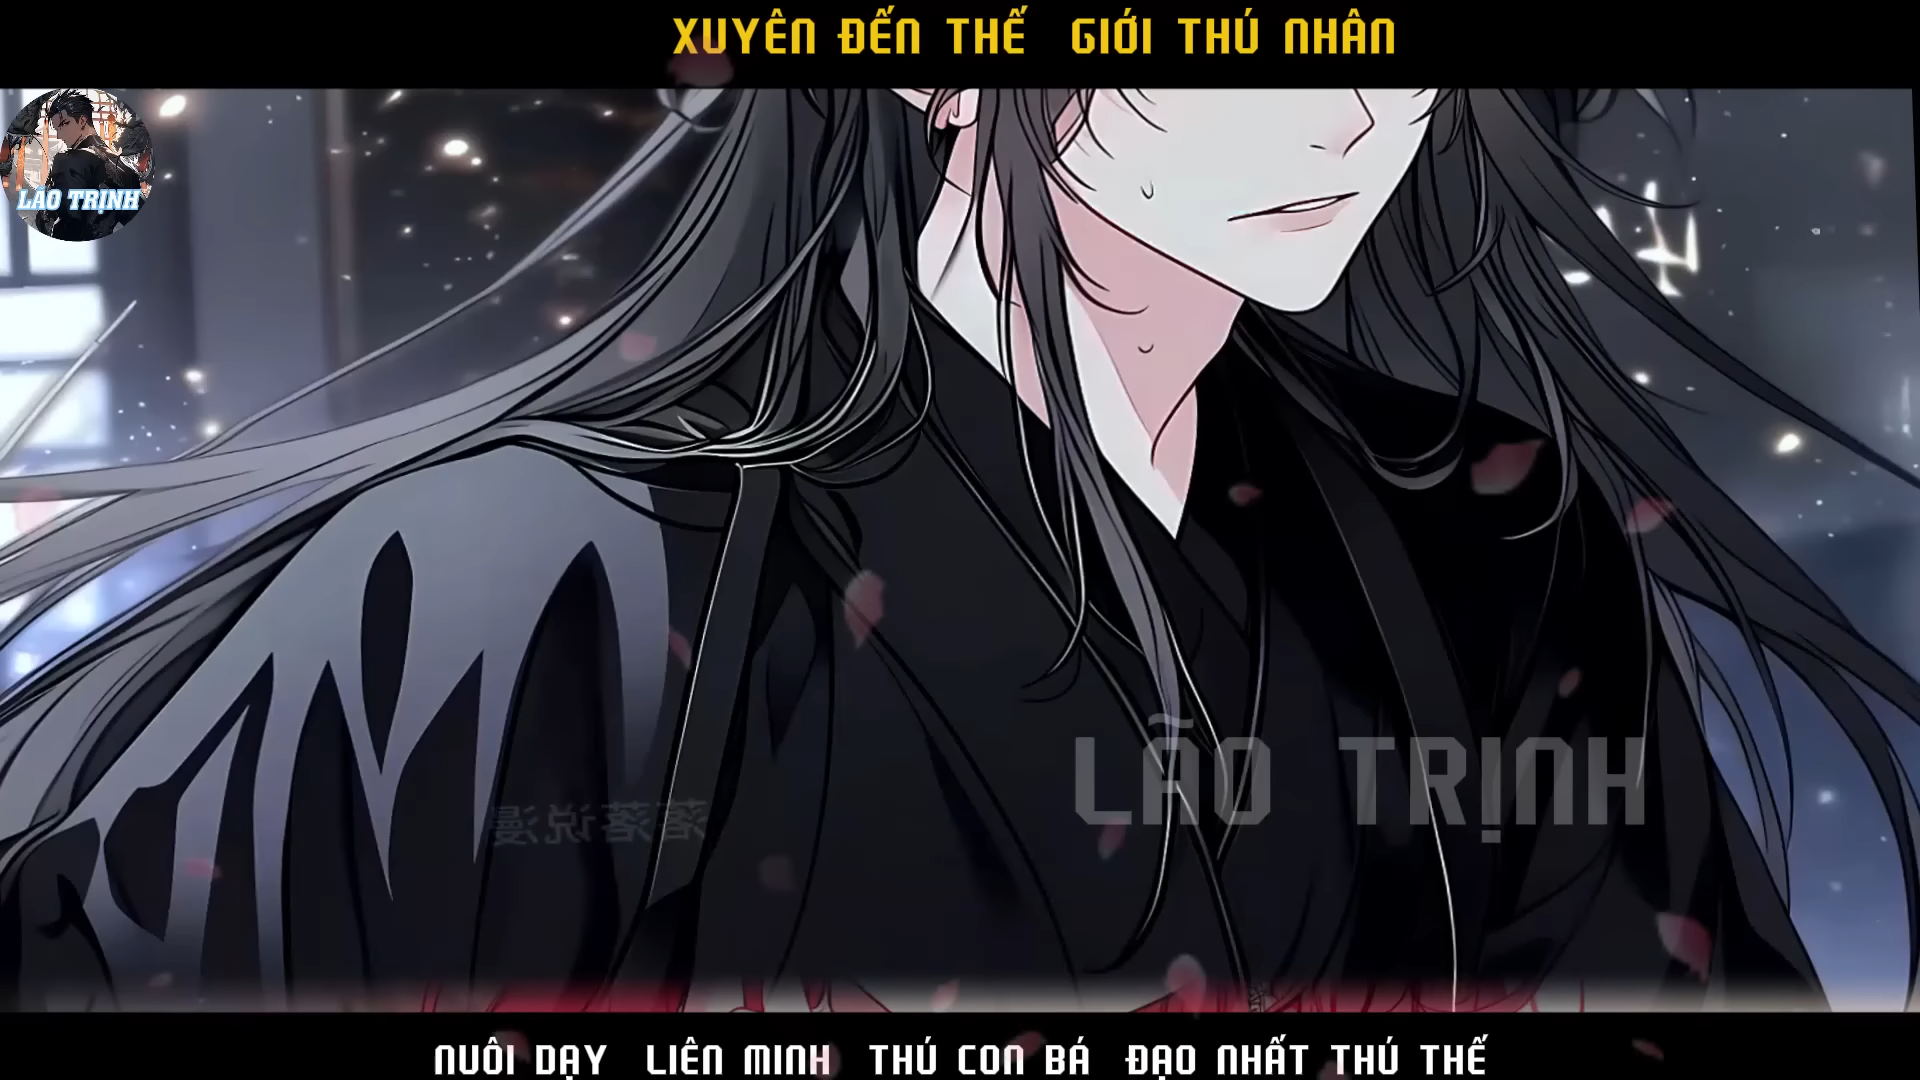 XUYÊN ĐẾN THẾ GIỚI THÚ NHÂN
LÃO TRỊNH
LÃO TRỊNH
落落说漫
NUÔI DẠY LIÊN MINH THÚ CON BÁ ĐẠO NHẤT THÚ THẾ